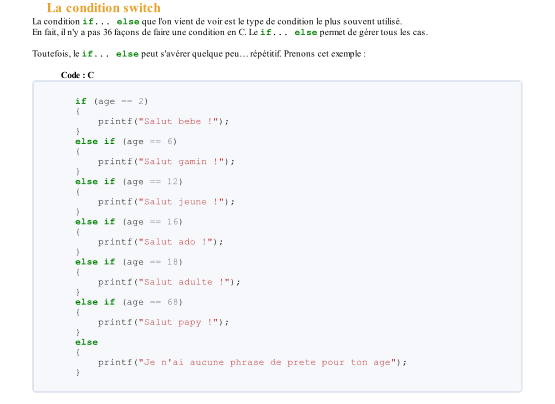 La condition switch
La condition if... else que l'on vient de voir est le type de condition le plus souvent utilisé.
En fait, il n'y a pas 36 façons de faire une condition en C. Le if... else permet de gérer tous les cas.
Toutefois, le if... else peut s'avérer quelque peu… répétitif. Prenons cet exemple :
Code : C
if (age == 2)
{
printf("Salut bebe !");
}
else if (age == 6)
{
printf("Salut gamin !");
}
else if (age == 12)
{
printf("Salut jeune !");
}
else if (age == 16)
{
printf("Salut ado !");
}
else if (age == 18)
{
printf("Salut adulte !");
}
else if (age == 68)
{
printf("Salut papy !");
}
else
{
printf("Je n'ai aucune phrase de prete pour ton age");
}